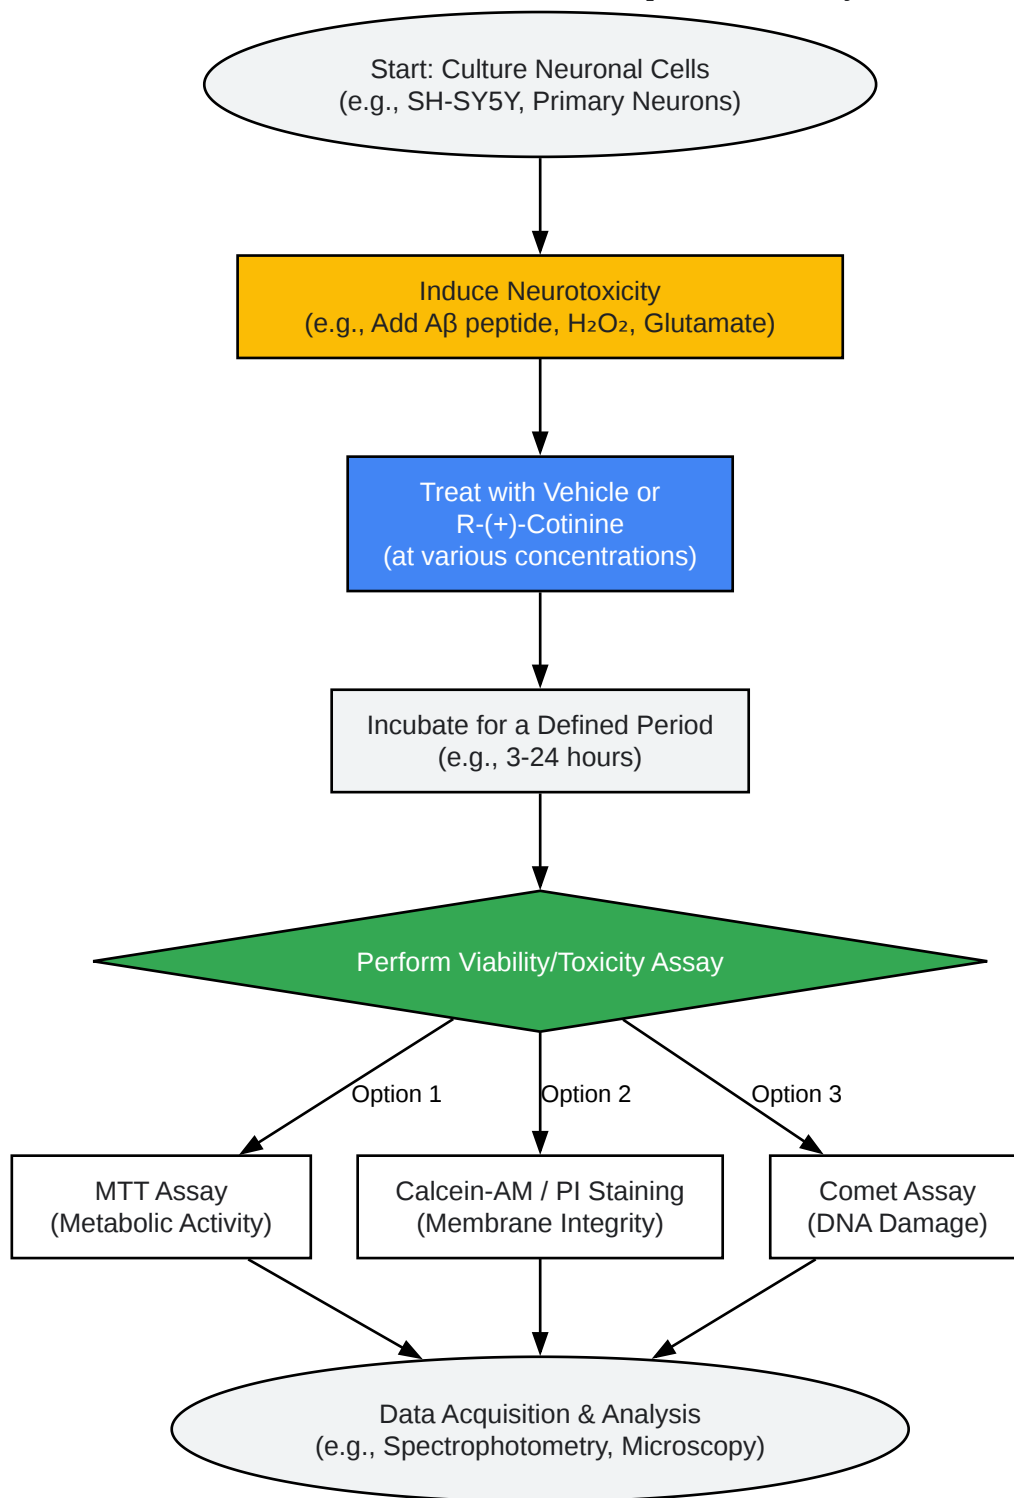 Start: Culture Neuronal Cells
(e.g., SH-SY5Y, Primary Neurons)
Induce Neurotoxicity
(e.g., Add Aβ peptide, H₂O₂, Glutamate)
Treat with Vehicle or
R-(+)-Cotinine
(at various concentrations)
Incubate for a Defined Period
(e.g., 3-24 hours)
Perform Viability/Toxicity Assay
Option 1
Option 2
Option 3
MTT Assay
(Metabolic Activity)
Calcein-AM / PI Staining
(Membrane Integrity)
Comet Assay
(DNA Damage)
Data Acquisition & Analysis
(e.g., Spectrophotometry, Microscopy)